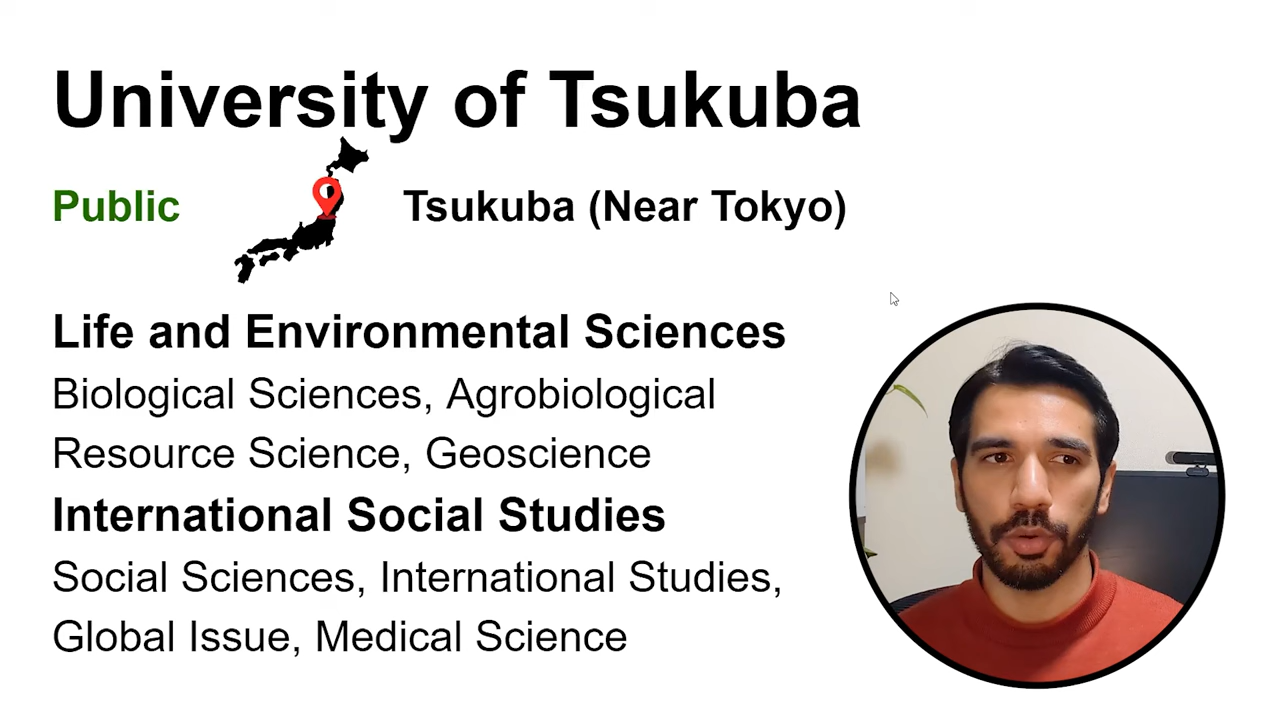 University of Tsukuba
Public
Tsukuba (Near Tokyo)
Life and Environmental Sciences
Biological Sciences, Agrobiological
Resource Science, Geoscience
International Social Studies
Social Sciences, International Studies,
Global Issue, Medical Science